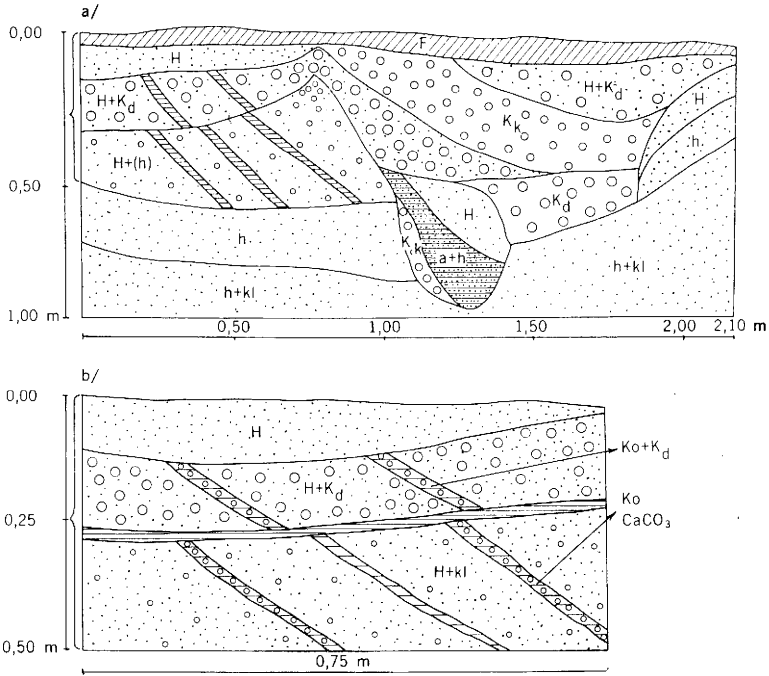 a/
0,00
F
H
H+Kd
H+Kd
Kk
H
h
H+(h)
0,50
H
Kd
h
Kk
a+h
h+kl
h+kl
1,00 m
0,50 1,00 1,50 2,00 2,10 m
b/
0,00
H
Ko+Kd
H+Kd
Ko
CaCO3
0,25
H+kl
0,50 m
0,75 m